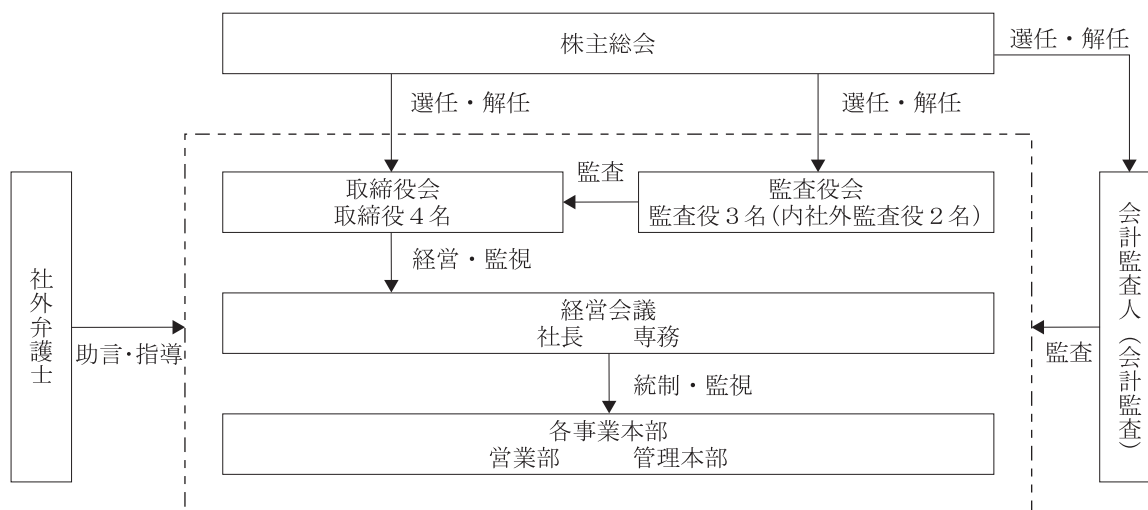 株主総会
選任・解任
選任・解任
選任・解任
取締役会
取締役４名
監査
監査役会
監査役３名（内社外監査役２名）
経営・監視
社外弁護士
助言・指導
経営会議
社長　専務
監査
会計監査人（会計監査）
統制・監視
各事業本部
営業部　管理本部